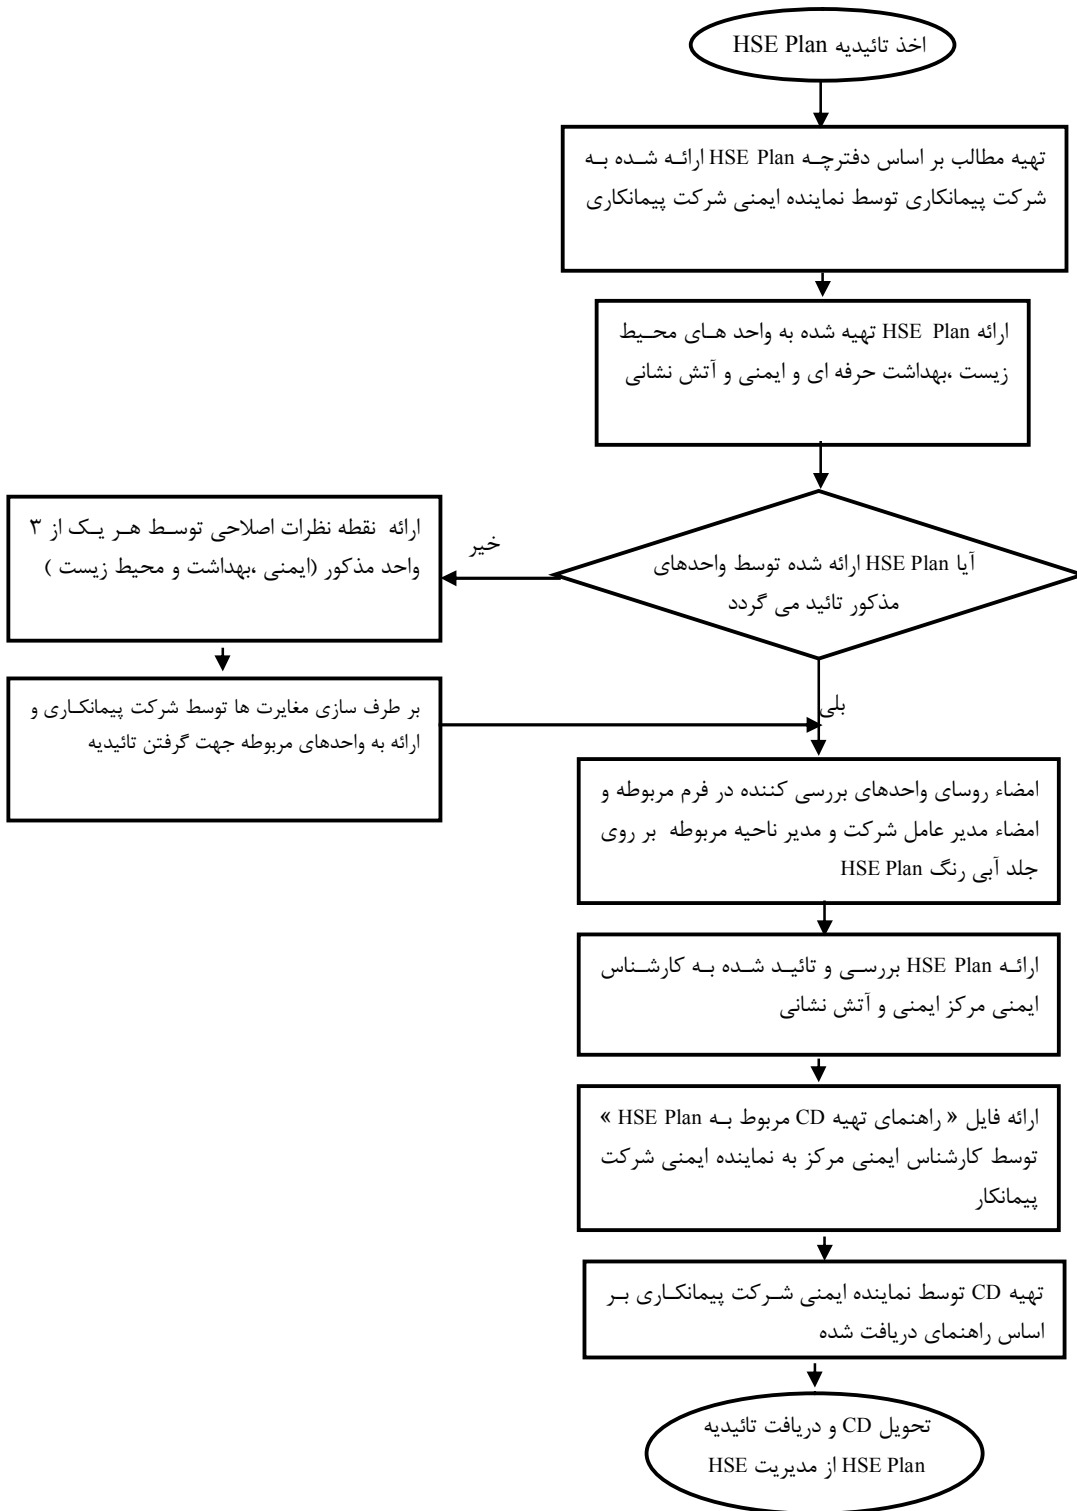 اخذ تائیدیه HSE Plan
تهیه مطالب بر اساس دفترچه HSE Plan ارائه شده به
شرکت پیمانکاری توسط نماینده ایمنی شرکت پیمانکاری
ارائه HSE Plan تهیه شده به واحد های محیط
زیست ،بهداشت حرفه ای و ایمنی و آتش نشانی
آیا HSE Plan ارائه شده توسط واحدهای
مذکور تائید می گردد
خیر
ارائه نقطه نظرات اصلاحی توسط هر یک از ۳
واحد مذکور (ایمنی ،بهداشت و محیط زیست )
بر طرف سازی مغایرت ها توسط شرکت پیمانکاری و
ارائه به واحدهای مربوطه جهت گرفتن تائیدیه
بلی
امضاء روسای واحدهای بررسی کننده در فرم مربوطه و
امضاء مدیر عامل شرکت و مدیر ناحیه مربوطه بر روی
جلد آبی رنگ HSE Plan
ارائه HSE Plan بررسی و تائید شده به کارشناس
ایمنی مرکز ایمنی و آتش نشانی
ارائه فایل « راهنمای تهیه CD مربوط به HSE Plan »
توسط کارشناس ایمنی مرکز به نماینده ایمنی شرکت
پیمانکار
تهیه CD توسط نماینده ایمنی شرکت پیمانکاری بر
اساس راهنمای دریافت شده
تحویل CD و دریافت تائیدیه
HSE Plan از مدیریت HSE